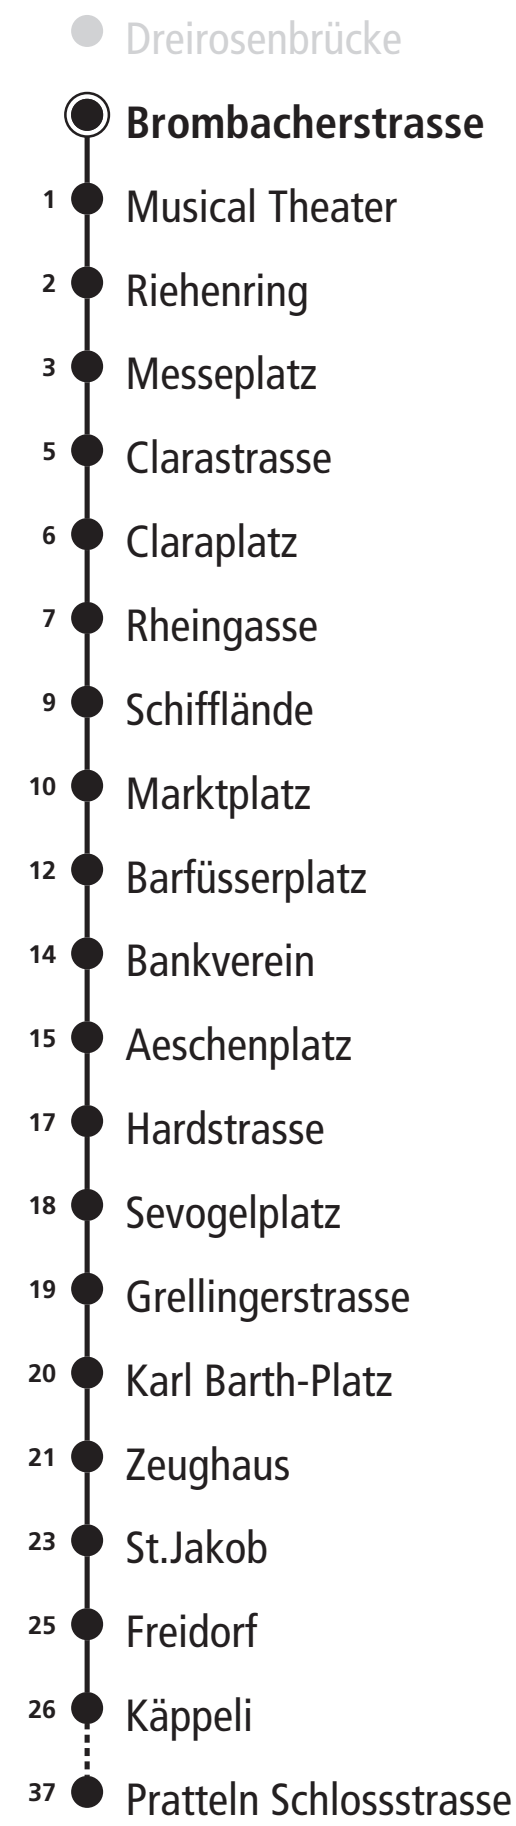 Dreirosenbrücke
Brombacherstrasse
1 Musical Theater
2 Riehenring
3 Messeplatz
5 Clarastrasse
6 Claraplatz
7 Rheingasse
9 Schifflände
10 Marktplatz
12 Barfüsserplatz
14 Bankverein
15 Aeschenplatz
17 Hardstrasse
18 Sevogelplatz
19 Grellingerstrasse
20 Karl Barth-Platz
21 Zeughaus
23 St.Jakob
25 Freidorf
26 Käppeli
37 Pratteln Schlossstrasse